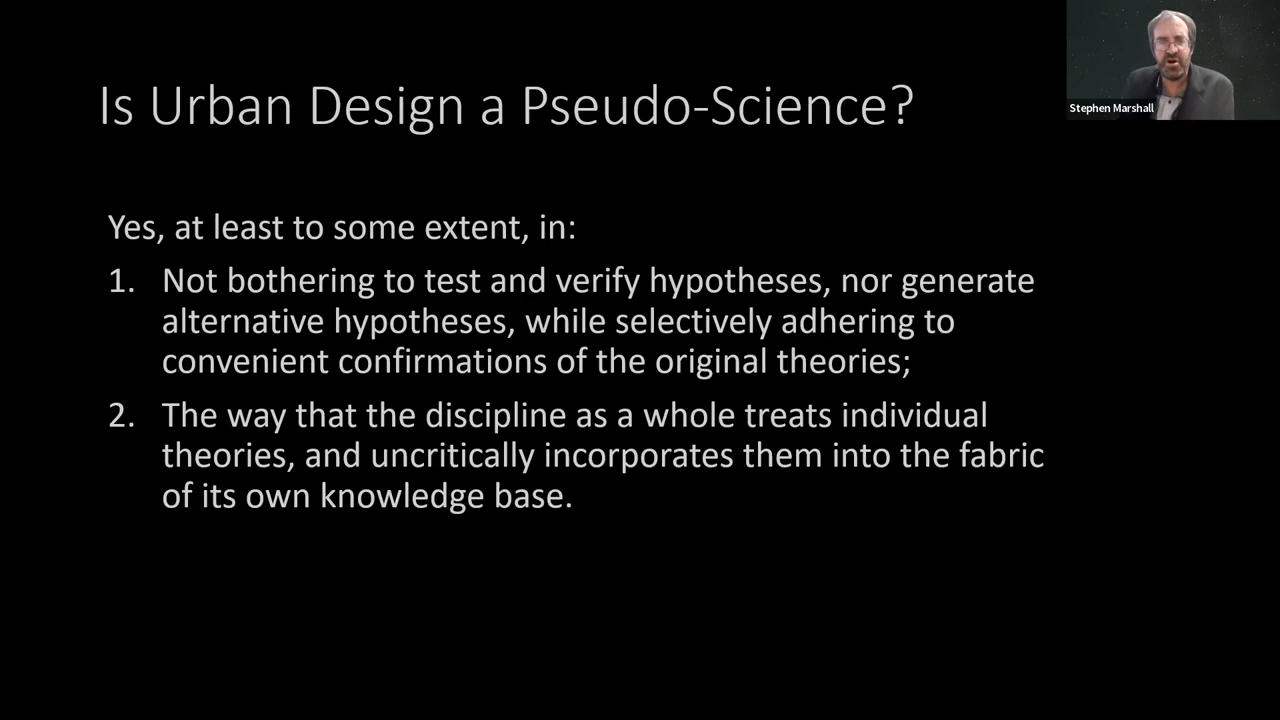 Is Urban Design a Pseudo-Science?
Stephen Marshall
Yes, at least to some extent, in:
1. Not bothering to test and verify hypotheses, nor generate
alternative hypotheses, while selectively adhering to
convenient confirmations of the original theories;
2. The way that the discipline as a whole treats individual
theories, and uncritically incorporates them into the fabric
of its own knowledge base.